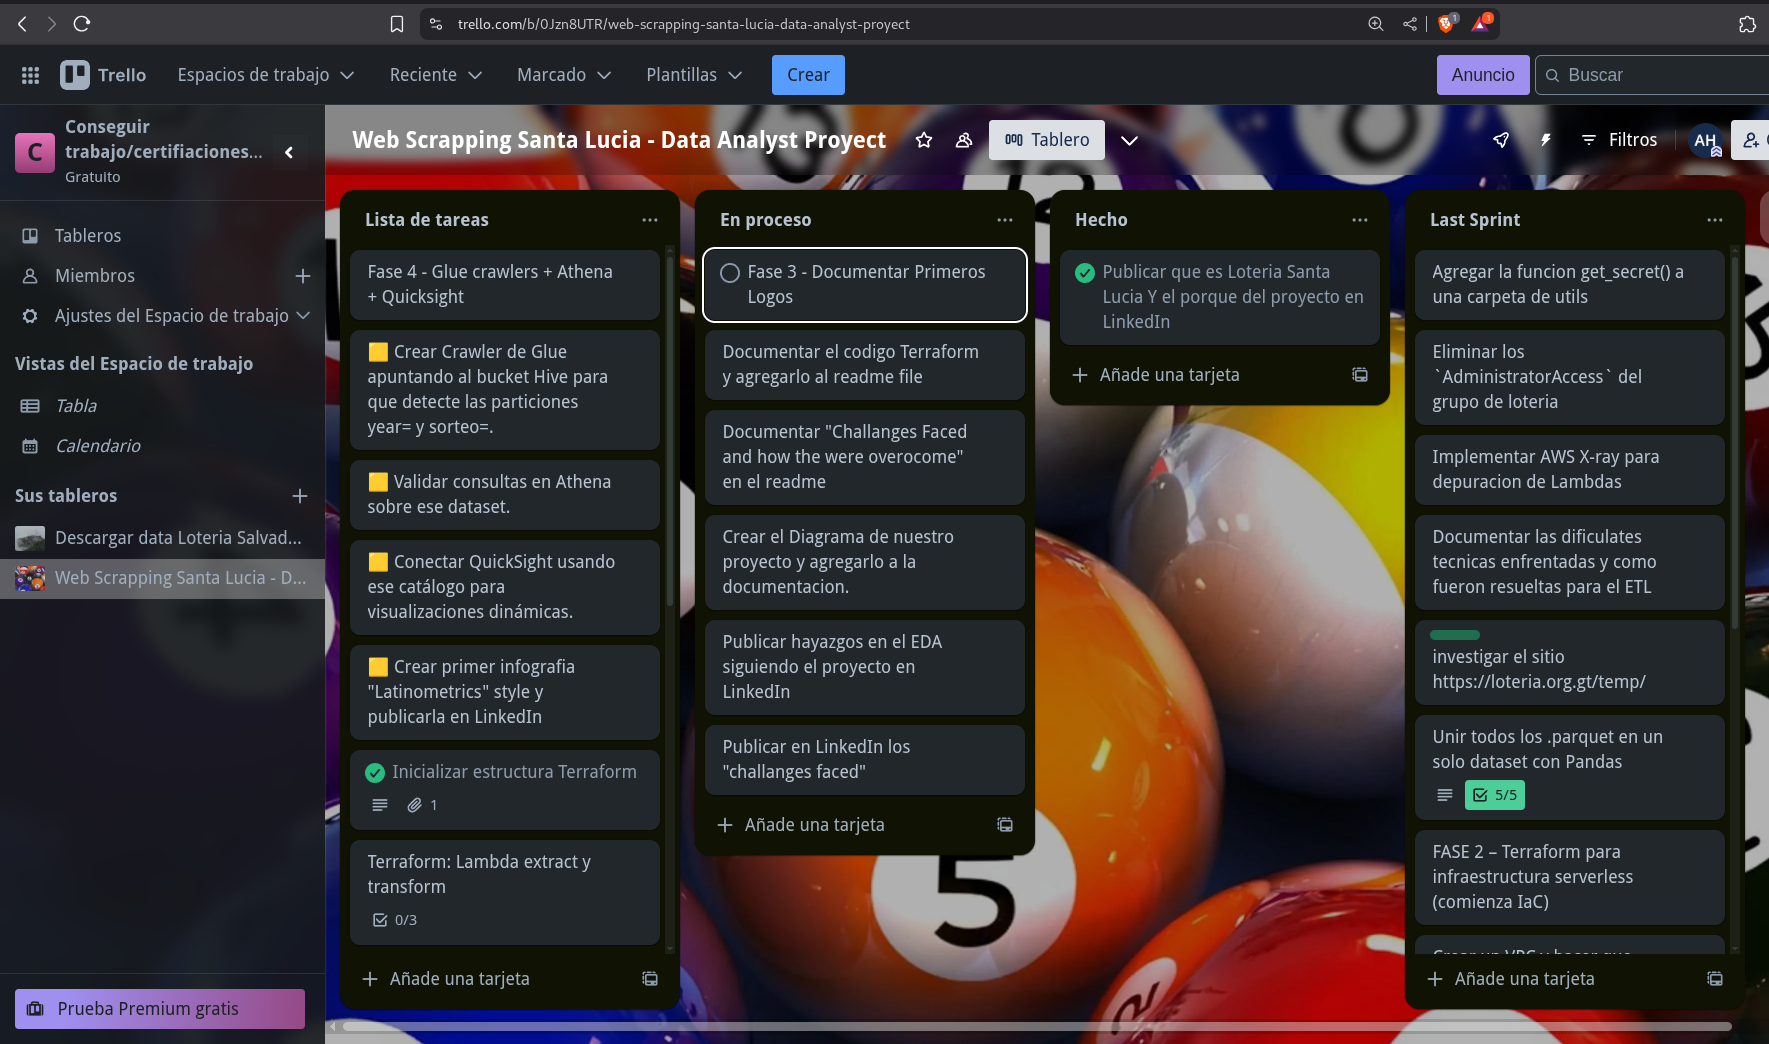 trello.com/b/0Jzn8UTR/web-scrapping-santa-lucia-data-analyst-proyect
1
1
Trello
Espacios de trabajo
Reciente
Marcado
Plantillas
Crear
Anuncio
Buscar
C
Conseguir
trabajo/certifiaciones...
Gratuito
Tableros
Miembros
Ajustes del Espacio de trabajo
Vistas del Espacio de trabajo
Tabla
Calendario
Sus tableros
Descargar data Loteria Salvad...
Web Scrapping Santa Lucia - D...
Prueba Premium gratis
Web Scrapping Santa Lucia - Data Analyst Proyect
Tablero
Filtros
AH
Lista de tareas
Fase 4 - Glue crawlers + Athena
+ Quicksight
Crear Crawler de Glue
apuntando al bucket Hive para
que detecte las particiones
year= y sorteo=.
Validar consultas en Athena
sobre ese dataset.
Conectar QuickSight usando
ese catálogo para
visualizaciones dinámicas.
Crear primer infografia
"Latinometrics" style y
publicarla en LinkedIn
Inicializar estructura Terraform
1
Terraform: Lambda extract y
transform
0/3
Añade una tarjeta
En proceso
Fase 3 - Documentar Primeros
Logos
Documentar el codigo Terraform
y agregarlo al readme file
Documentar "Challanges Faced
and how the were overocome"
en el readme
Crear el Diagrama de nuestro
proyecto y agregarlo a la
documentacion.
Publicar hayazgos en el EDA
siguiendo el proyecto en
LinkedIn
Publicar en LinkedIn los
"challanges faced"
Añade una tarjeta
Hecho
Publicar que es Loteria Santa
Lucia Y el porque del proyecto en
LinkedIn
Añade una tarjeta
Last Sprint
Agregar la funcion get_secret() a
una carpeta de utils
Eliminar los
`AdministratorAccess` del
grupo de loteria
Implementar AWS X-ray para
depuracion de Lambdas
Documentar las dificulates
tecnicas enfrentadas y como
fueron resueltas para el ETL
investigar el sitio
https://loteria.org.gt/temp/
Unir todos los .parquet en un
solo dataset con Pandas
5/5
FASE 2 – Terraform para
infraestructura serverless
(comienza IaC)
Añade una tarjeta
5